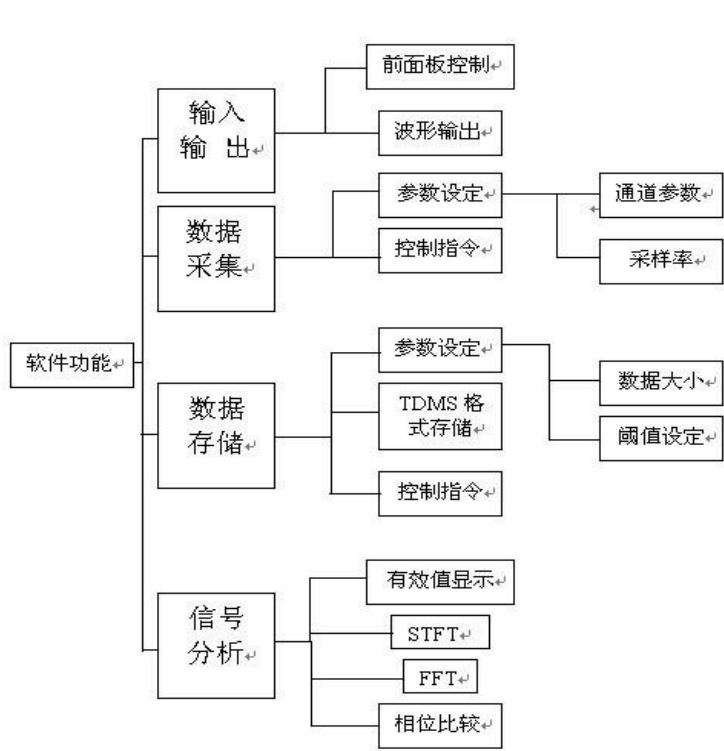 软件功能
输入
输 出
前面板控制
波形输出
数据
采集
参数设定
通道参数
采样率
控制指令
数据
存储
参数设定
数据大小
阈值设定
TDMS 格
式存储
控制指令
信号
分析
有效值显示
STFT
FFT
相位比较